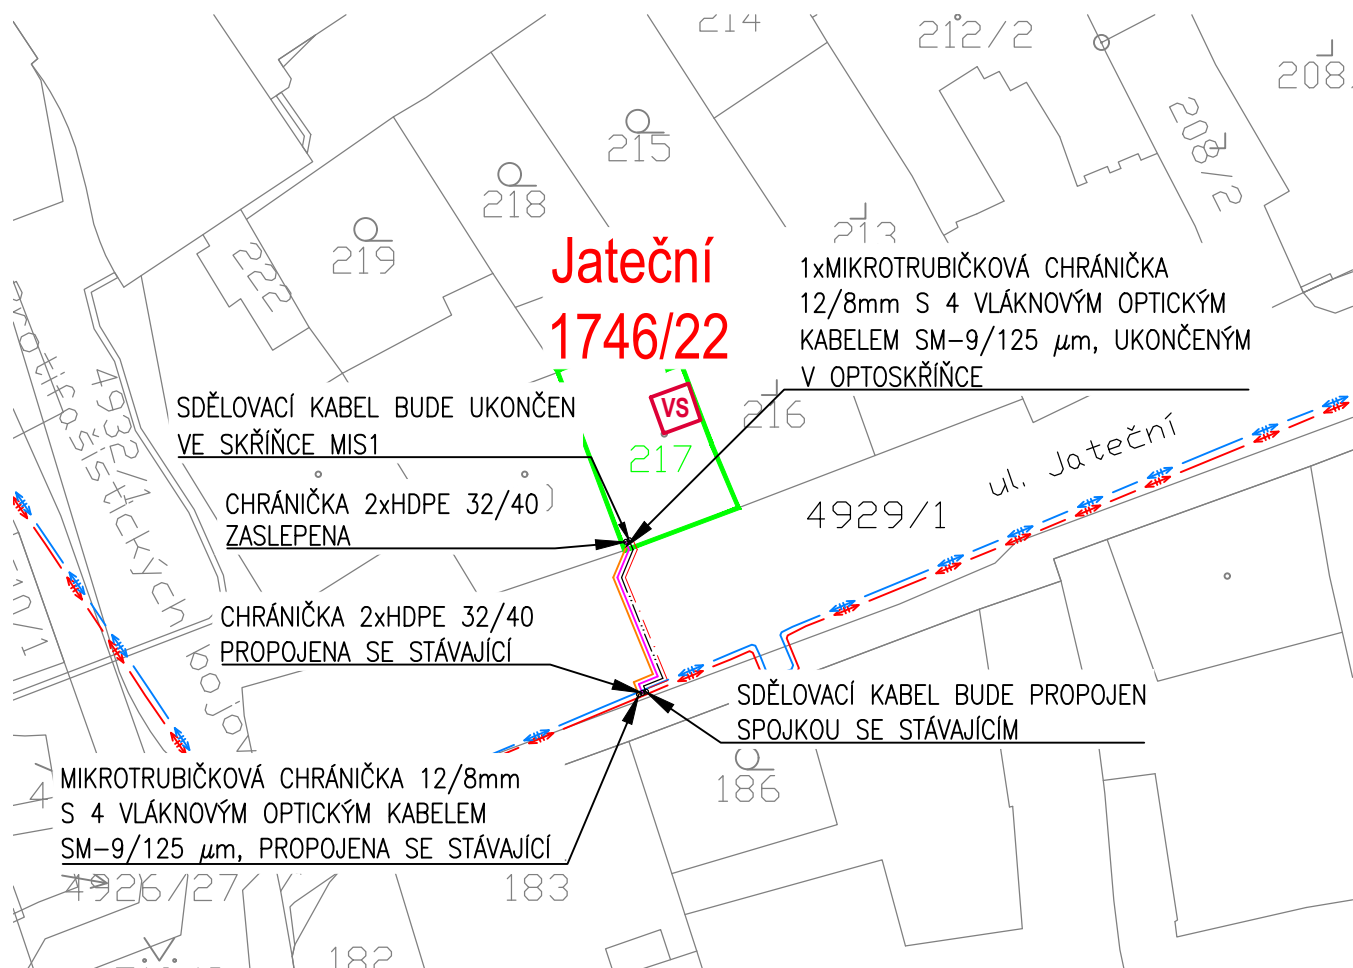 214
212/2
208
215
208/2
218
213
219
222
Jateční
1746/22
1xMIKROTRUBIČKOVÁ CHRÁNIČKA
12/8mm S 4 VLÁKNOVÝM OPTICKÝM
KABELEM SM-9/125 μm, UKONČENÝM
V OPTOSKŘÍŇCE
SDĚLOVACÍ KABEL BUDE UKONČEN
VE SKŘÍŇCE MIS1
VS
216
217
4932/1
ul. Jateční
4929/1
CHRÁNIČKA 2xHDPE 32/40
ZASLEPENA
CHRÁNIČKA 2xHDPE 32/40
PROPOJENA SE STÁVAJÍCÍ
SDĚLOVACÍ KABEL BUDE PROPOJEN
SPOJKOU SE STÁVAJÍCÍM
186
MIKROTRUBIČKOVÁ CHRÁNIČKA 12/8mm
S 4 VLÁKNOVÝM OPTICKÝM KABELEM
SM-9/125 μm, PROPOJENA SE STÁVAJÍCÍ
4926/27
183
182